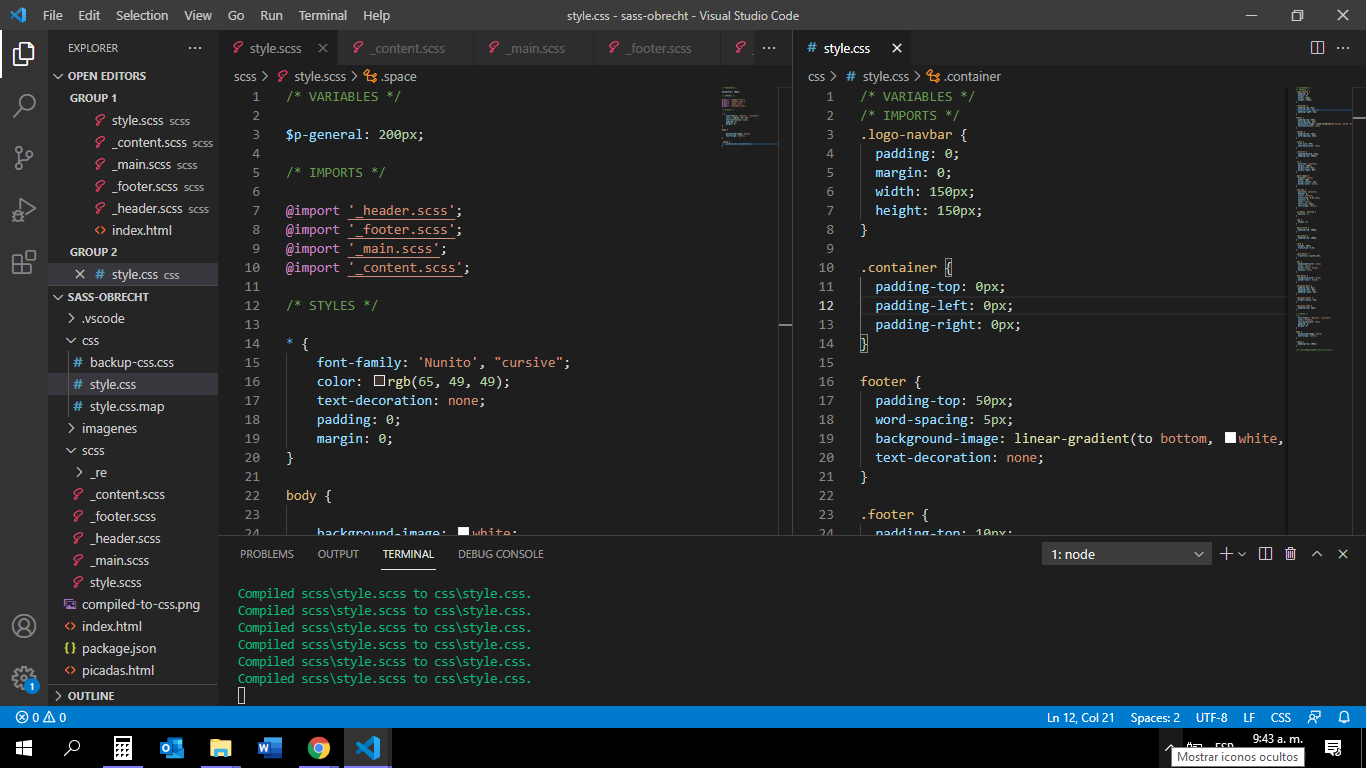 File Edit Selection View Go Run Terminal Help
style.css - sass-obrecht - Visual Studio Code
EXPLORER
OPEN EDITORS
GROUP 1
style.scss scss
_content.scss scss
_main.scss scss
_footer.scss scss
_header.scss scss
index.html
GROUP 2
style.css css
SASS-OBRECHT
.vscode
css
backup-css.css
style.css
style.css.map
imagenes
scss
_re
_content.scss
_footer.scss
_header.scss
_main.scss
style.scss
compiled-to-css.png
index.html
package.json
picadas.html
OUTLINE
style.scss _content.scss _main.scss _footer.scss
scss > style.scss > .space
1 /* VARIABLES */
2
3 $p-general: 200px;
4
5 /* IMPORTS */
6
7 @import '_header.scss';
8 @import '_footer.scss';
9 @import '_main.scss';
10 @import '_content.scss';
11
12 /* STYLES */
13
14 * {
15 font-family: 'Nunito', "cursive";
16 color: rgb(65, 49, 49);
17 text-decoration: none;
18 padding: 0;
19 margin: 0;
20 }
21
22 body {
23
24 background-image: white;
style.css
css > style.css > .container
1 /* VARIABLES */
2 /* IMPORTS */
3 .logo-navbar {
4 padding: 0;
5 margin: 0;
6 width: 150px;
7 height: 150px;
8 }
9
10 .container {
11 padding-top: 0px;
12 padding-left: 0px;
13 padding-right: 0px;
14 }
15
16 footer {
17 padding-top: 50px;
18 word-spacing: 5px;
19 background-image: linear-gradient(to bottom, white,
20 text-decoration: none;
21 }
22
23 .footer {
24 padding-top: 10px;
PROBLEMS OUTPUT TERMINAL DEBUG CONSOLE
1: node
Compiled scss\style.scss to css\style.css.
Compiled scss\style.scss to css\style.css.
Compiled scss\style.scss to css\style.css.
Compiled scss\style.scss to css\style.css.
Compiled scss\style.scss to css\style.css.
Compiled scss\style.scss to css\style.css.
1
0 0
Ln 12, Col 21 Spaces: 2 UTF-8 LF CSS
ESP
9:43 a. m.
Mostrar iconos ocultos